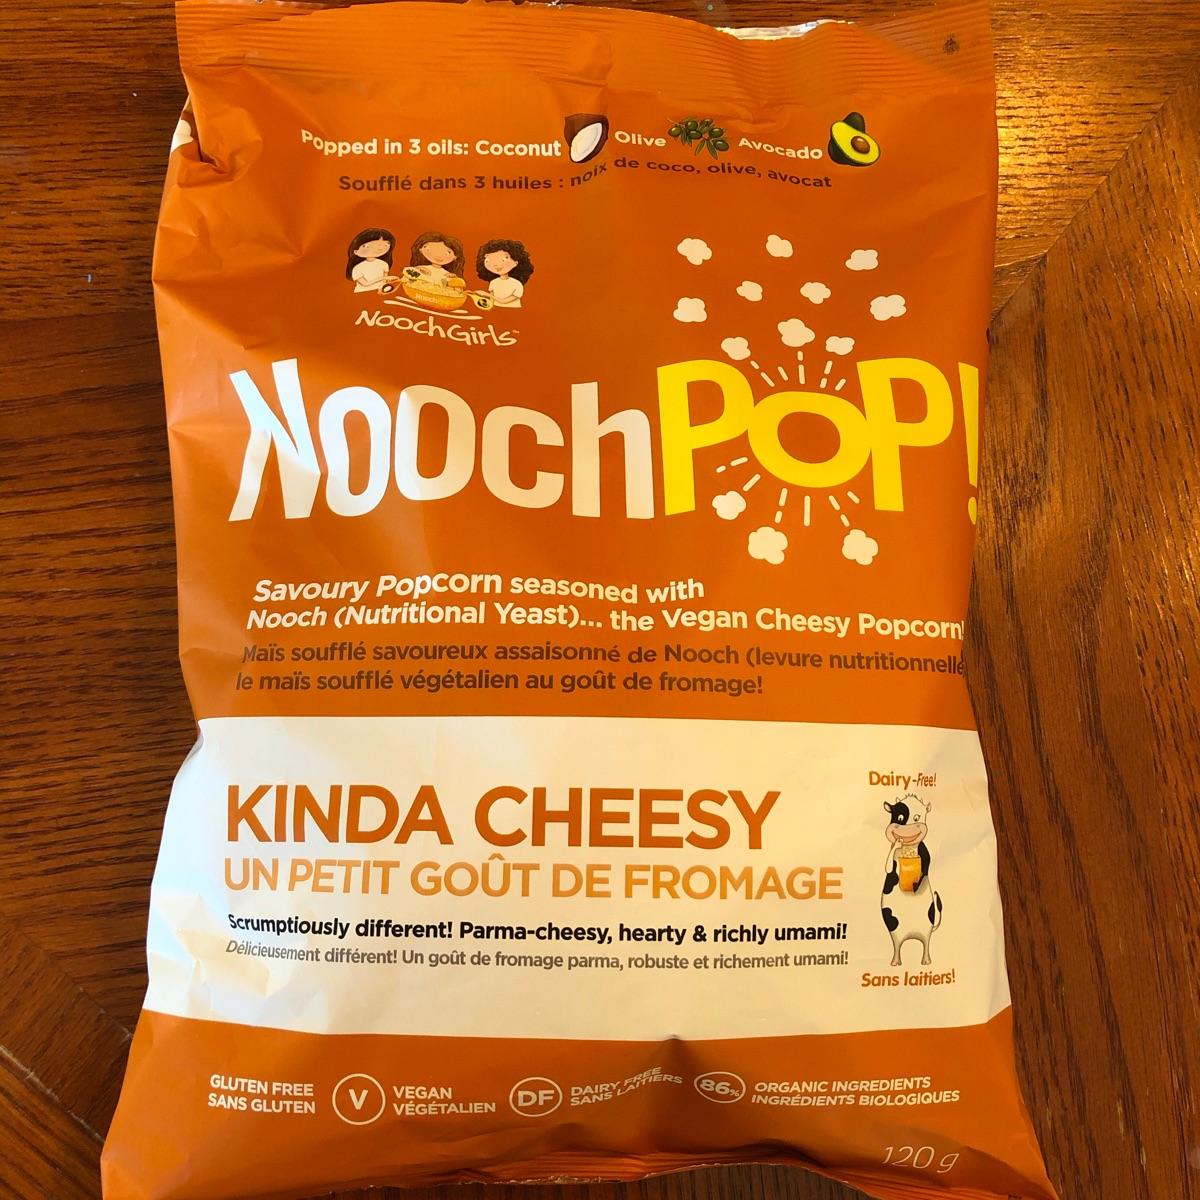 Popped in 3 oils: Coconut Olive Avocado
Soufflé dans 3 huiles : noix de coco, olive, avocat
NoochGirls™
NoochPOP!
Savoury Popcorn seasoned with
Nooch (Nutritional Yeast)... the Vegan Cheesy Popcorn!
Maïs soufflé savoureux assaisonné de Nooch (levure nutritionnelle
le maïs soufflé végétalien au goût de fromage!
KINDA CHEESY
UN PETIT GOÛT DE FROMAGE
Scrumptiously different! Parma-cheesy, hearty & richly umami!
Délicieusement différent! Un goût de fromage parma, robuste et richement umami!
Dairy-Free!
Sans laitiers!
GLUTEN FREE
SANS GLUTEN
V
VEGAN
VÉGÉTALIEN
DF
DAIRY FREE
SANS LAITIERS
86%
ORGANIC INGREDIENTS
INGRÉDIENTS BIOLOGIQUES
120 g